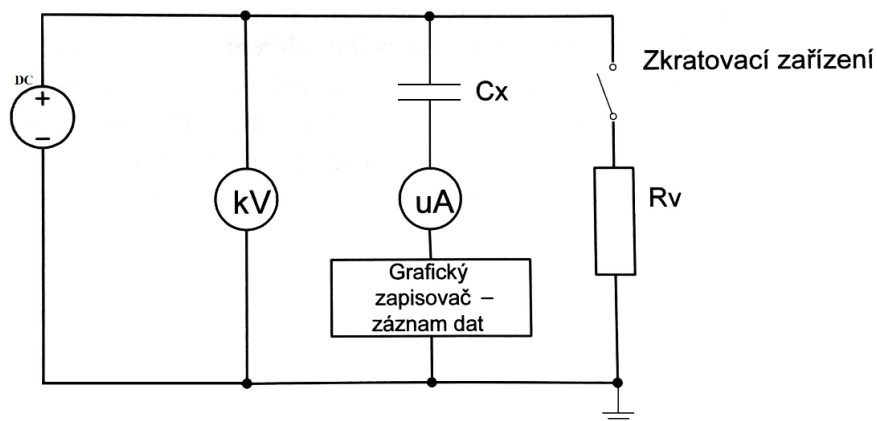 DC
+
−
kV
Cx
uA
Grafický
zapisovač –
záznam dat
Zkratovací zařízení
Rv